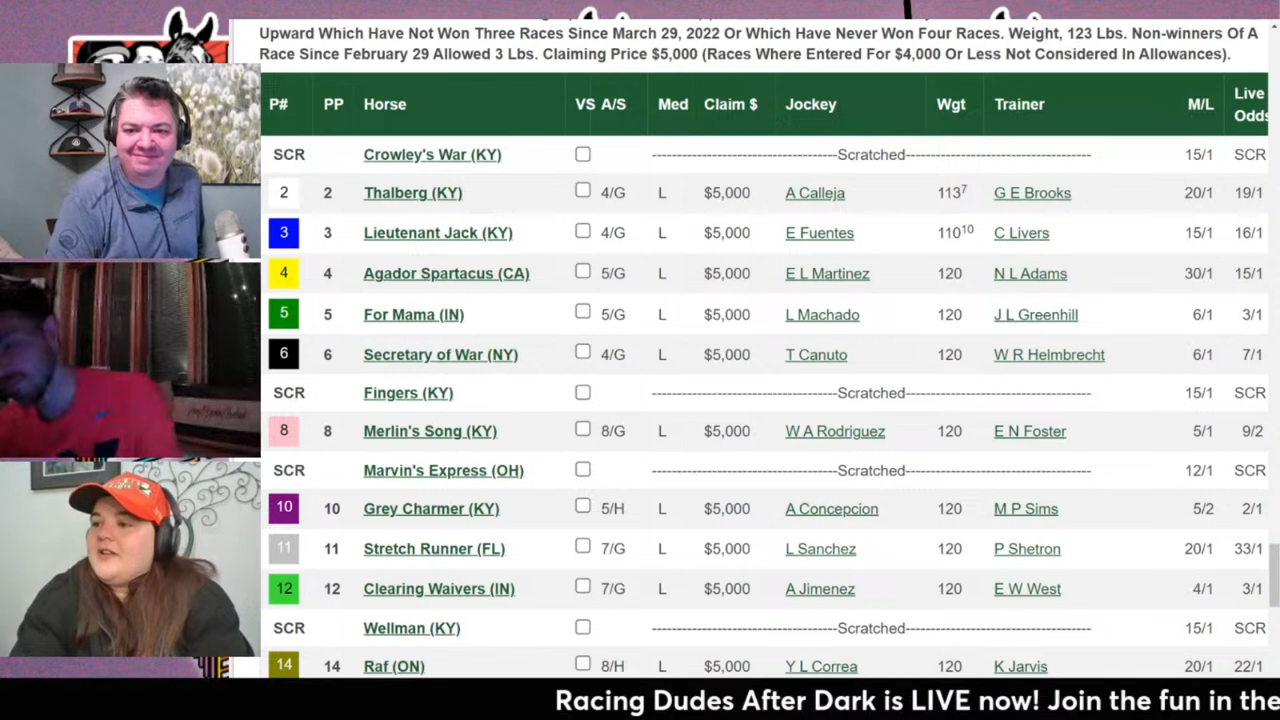 Upward Which Have Not Won Three Races Since March 29, 2022 Or Which Have Never Won Four Races. Weight, 123 Lbs. Non-winners Of A
Race Since February 29 Allowed 3 Lbs. Claiming Price $5,000 (Races Where Entered For $4,000 Or Less Not Considered In Allowances).
P# PP Horse VS A/S Med Claim $ Jockey Wgt Trainer M/L Live Odds
SCR Crowley's War (KY) Scratched 15/1 SCR
2 2 Thalberg (KY) 4/G L $5,000 A Calleja 113⁷ G E Brooks 20/1 19/1
3 3 Lieutenant Jack (KY) 4/G L $5,000 E Fuentes 110¹⁰ C Livers 15/1 16/1
4 4 Agador Spartacus (CA) 5/G L $5,000 E L Martinez 120 N L Adams 30/1 15/1
5 5 For Mama (IN) 5/G L $5,000 L Machado 120 J L Greenhill 6/1 3/1
6 6 Secretary of War (NY) 4/G L $5,000 T Canuto 120 W R Helmbrecht 6/1 7/1
SCR Fingers (KY) Scratched 15/1 SCR
8 8 Merlin's Song (KY) 8/G L $5,000 W A Rodriguez 120 E N Foster 5/1 9/2
SCR Marvin's Express (OH) Scratched 12/1 SCR
10 10 Grey Charmer (KY) 5/H L $5,000 A Concepcion 120 M P Sims 5/2 2/1
11 11 Stretch Runner (FL) 7/G L $5,000 L Sanchez 120 P Shetron 20/1 33/1
12 12 Clearing Waivers (IN) 7/G L $5,000 A Jimenez 120 E W West 4/1 3/1
SCR Wellman (KY) Scratched 15/1 SCR
14 14 Raf (ON) 8/H L $5,000 Y L Correa 120 K Jarvis 20/1 22/1
Racing Dudes After Dark is LIVE now! Join the fun in the